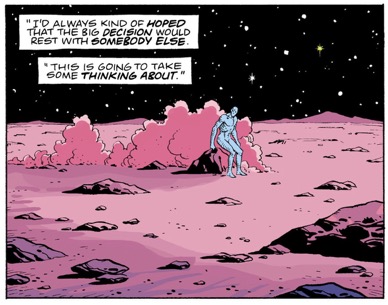 "I'D ALWAYS KIND OF HOPED
THAT THE BIG DECISION WOULD
REST WITH SOMEBODY ELSE.
"THIS IS GOING TO TAKE
SOME THINKING ABOUT."